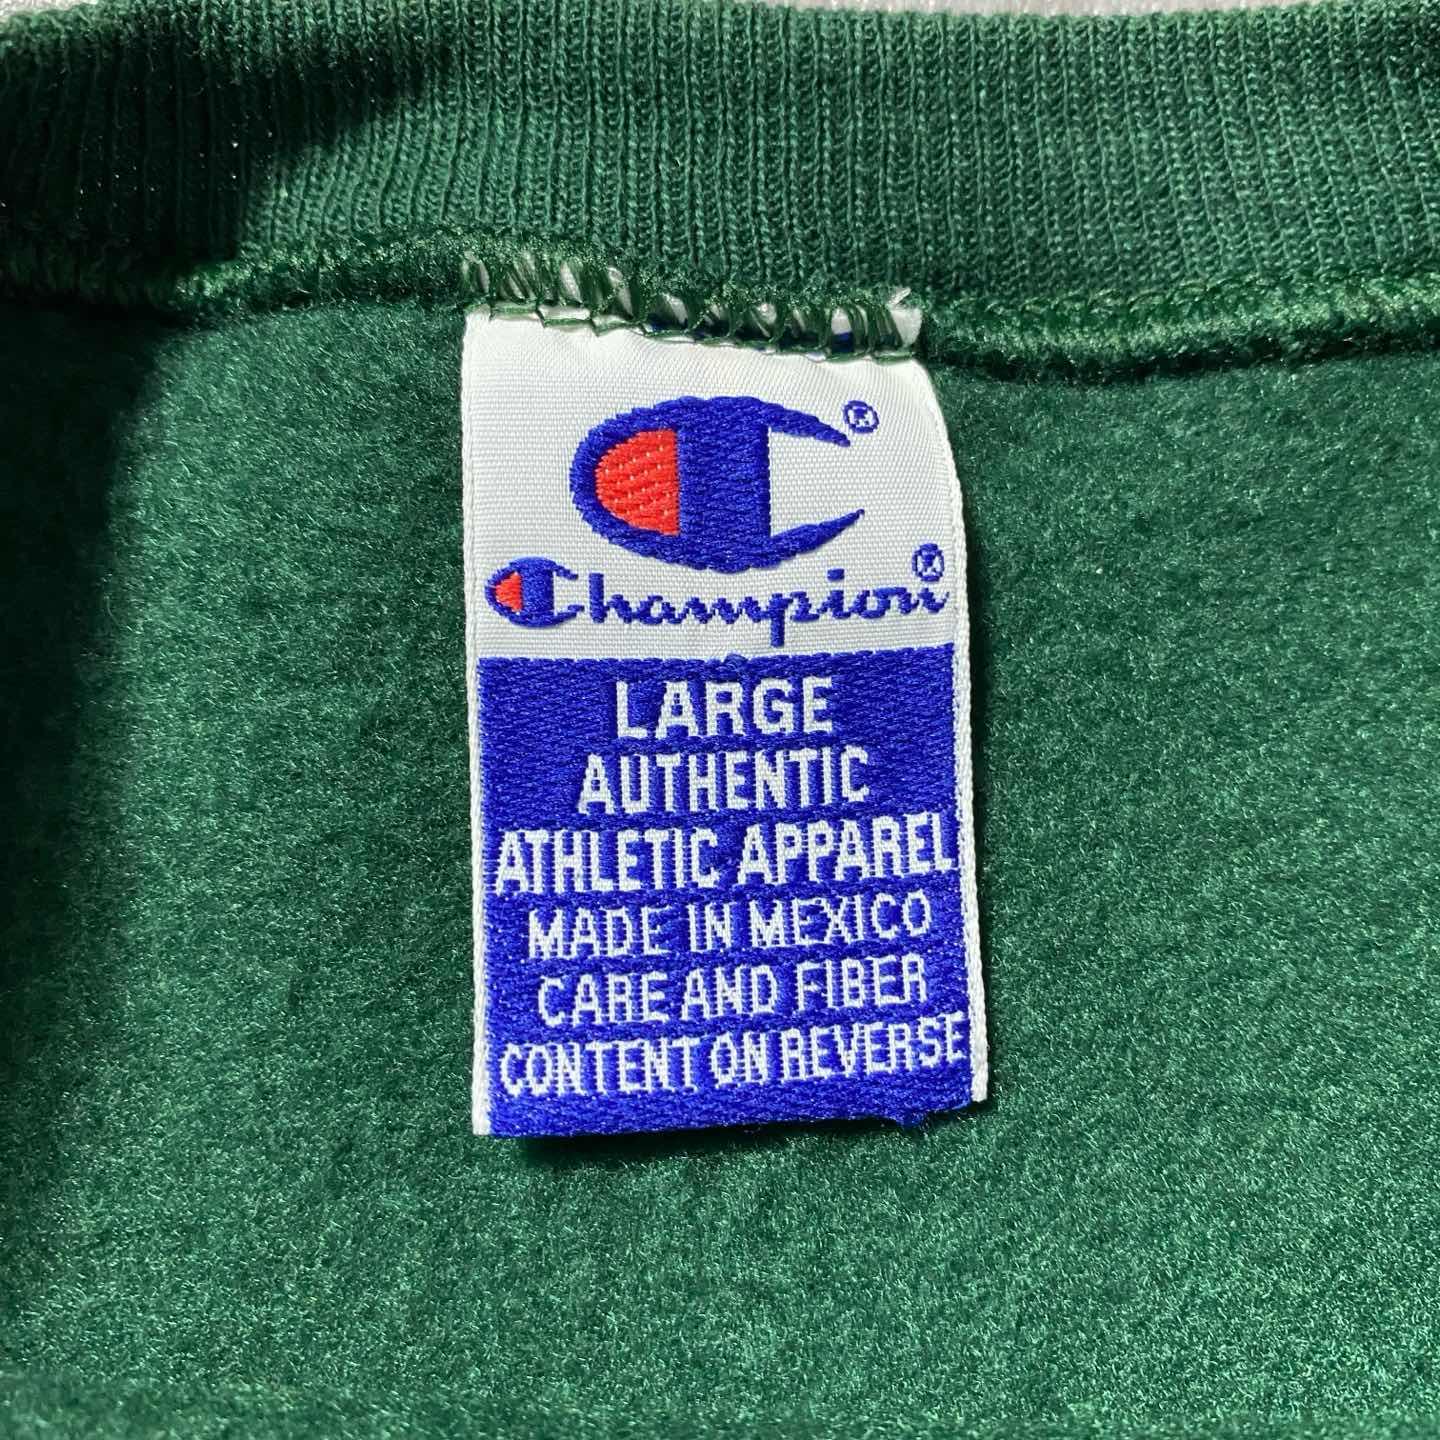 ®
Champion®
LARGE
AUTHENTIC
ATHLETIC APPAREL
MADE IN MEXICO
CARE AND FIBER
CONTENT ON REVERSE